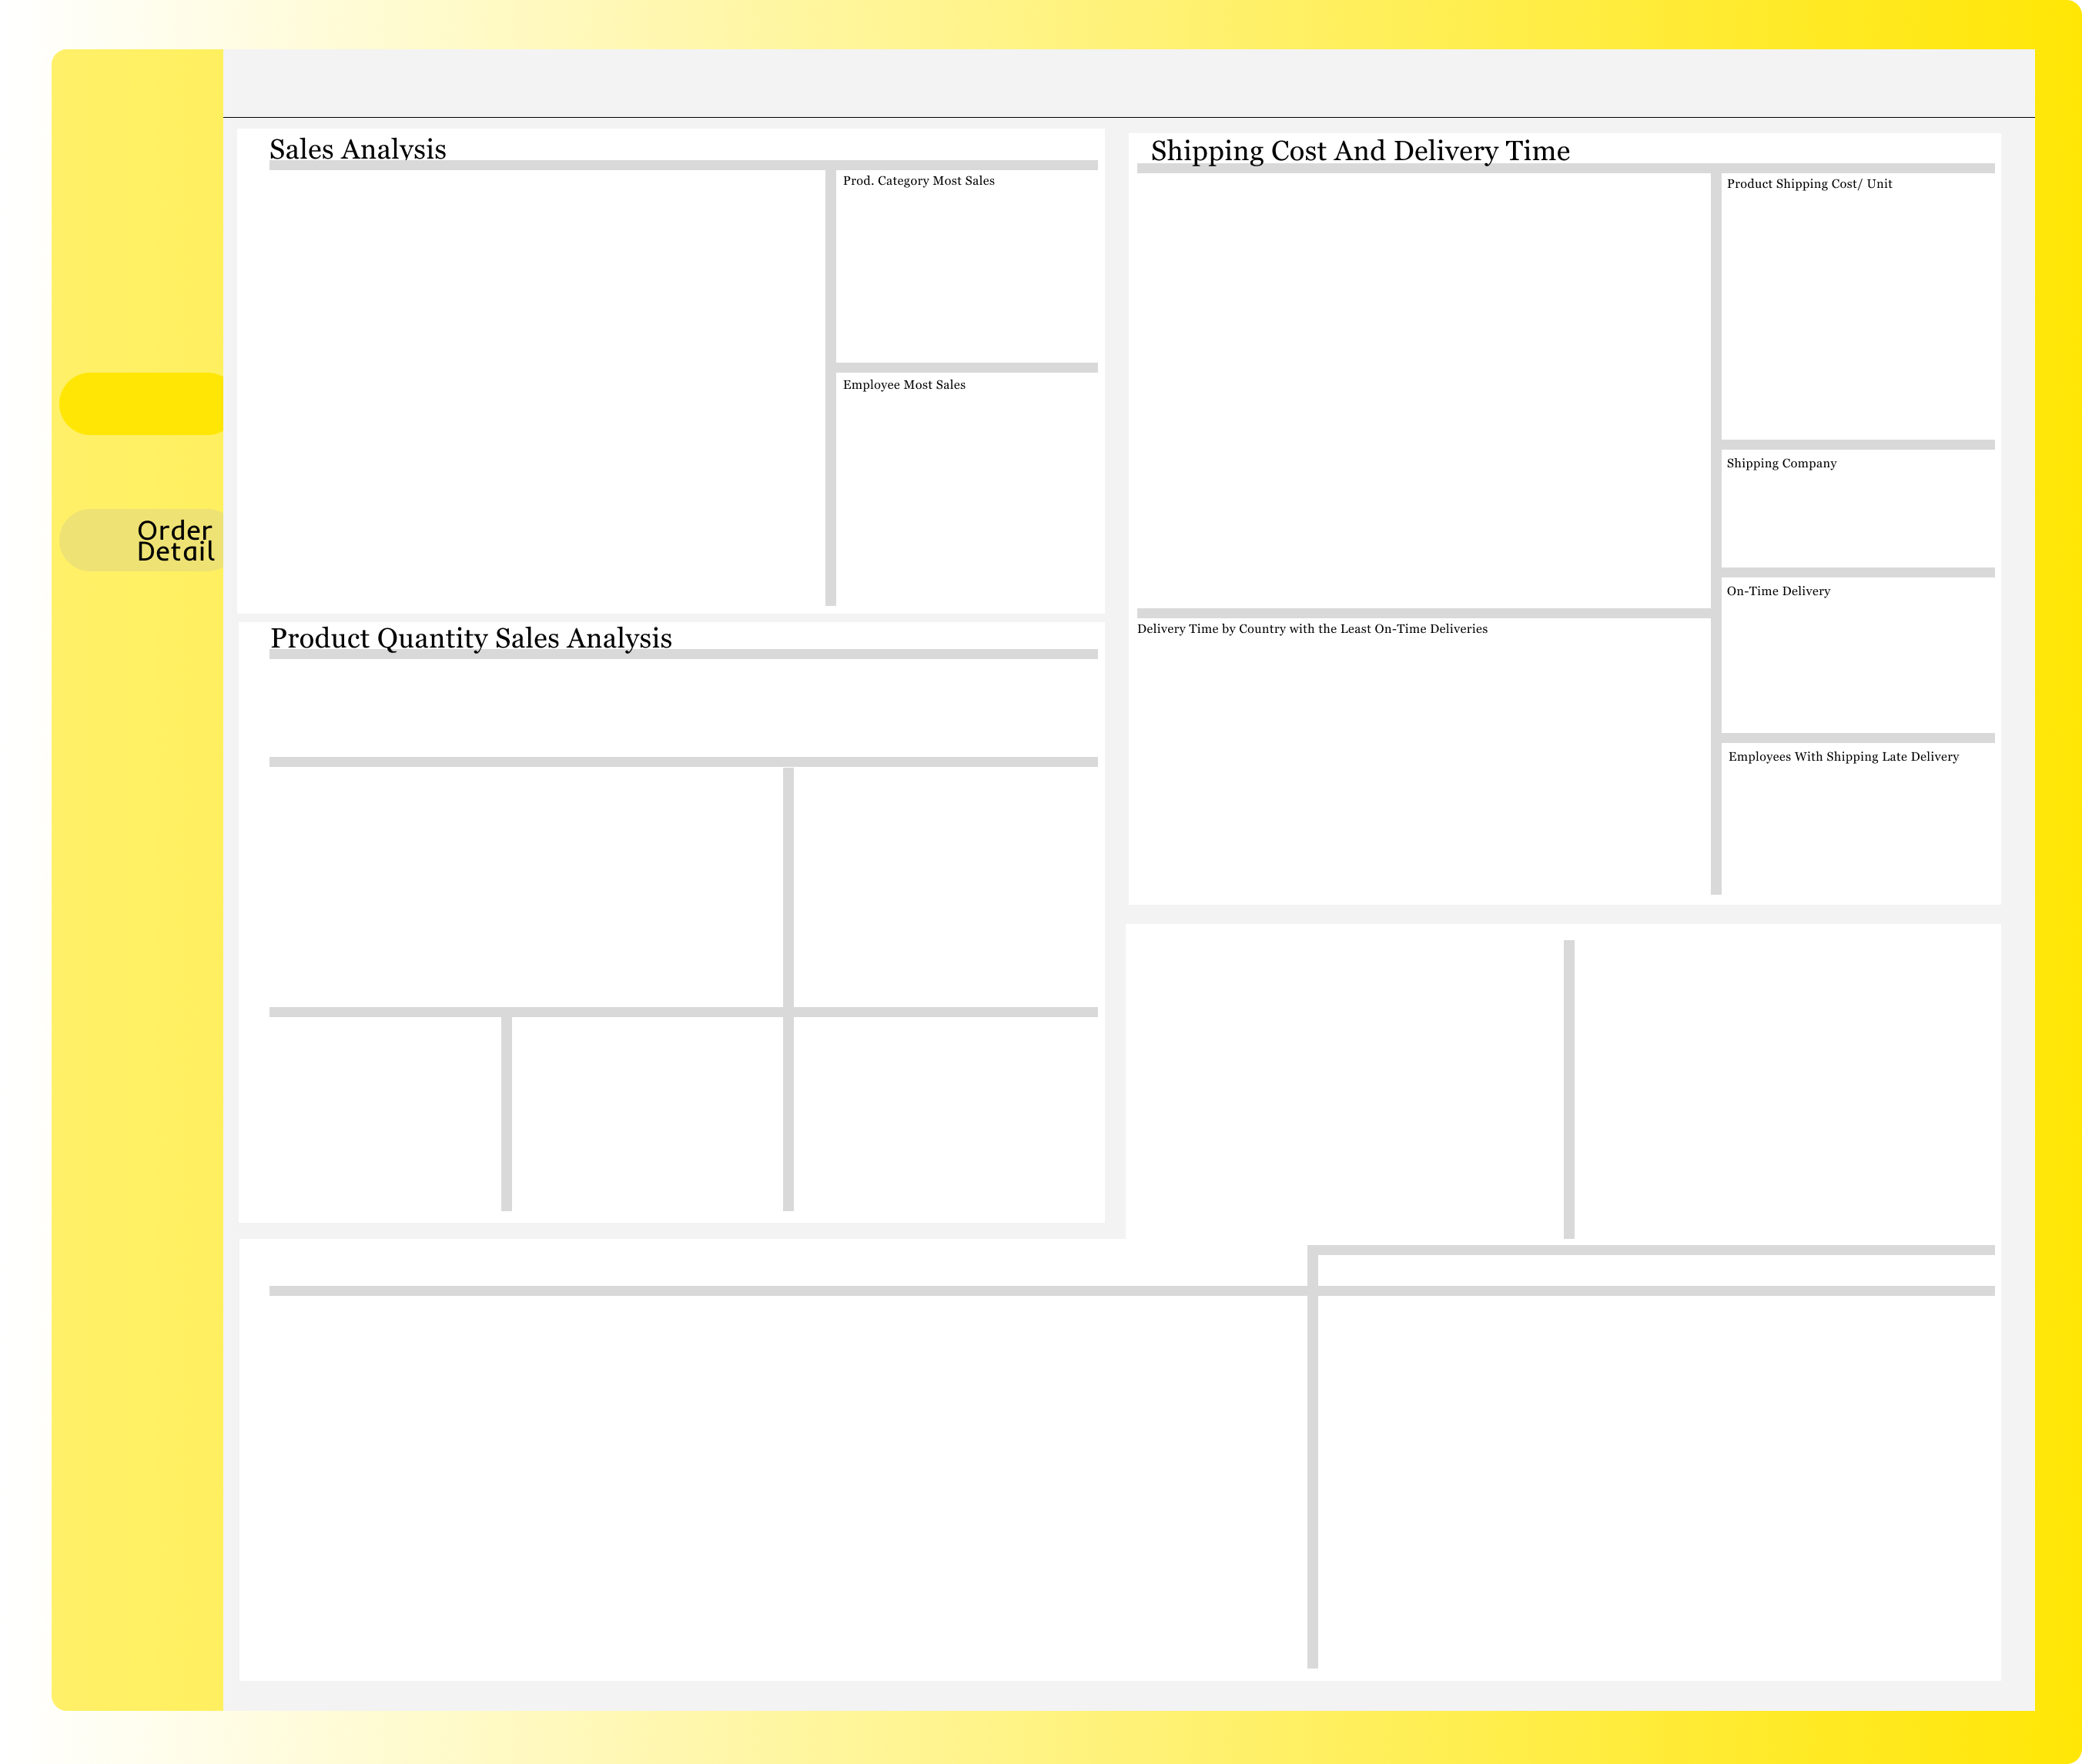 Sales Analysis
Prod. Category Most Sales
Employee Most Sales
Order
Detail
Product Quantity Sales Analysis
Shipping Cost And Delivery Time
Product Shipping Cost/ Unit
Shipping Company
On-Time Delivery
Delivery Time by Country with the Least On-Time Deliveries
Employees With Shipping Late Delivery